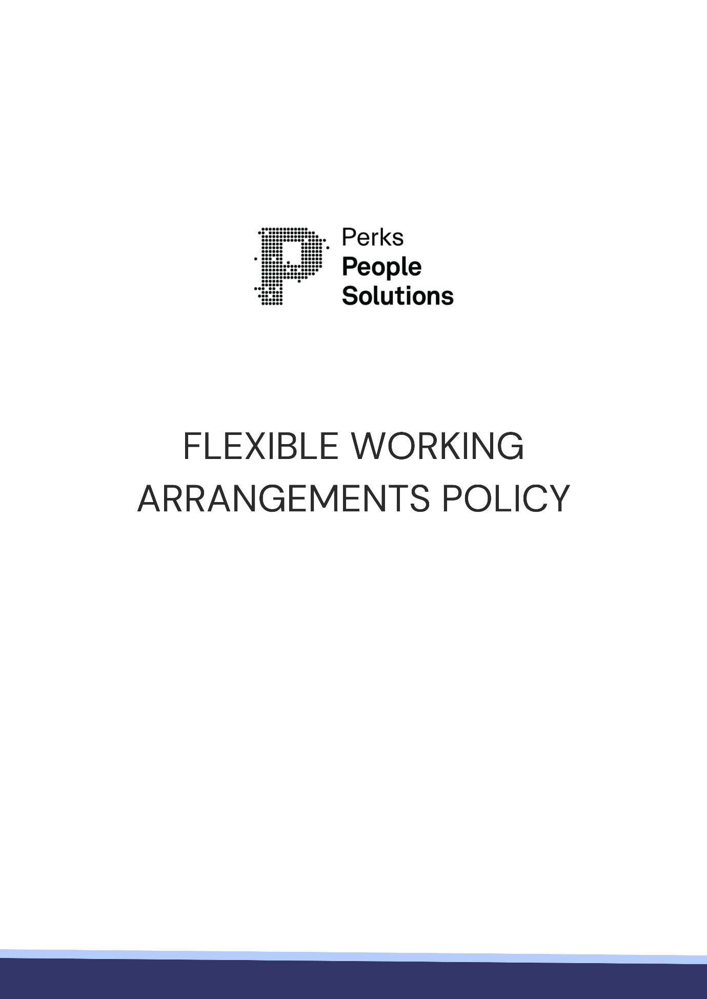 Perks
People
Solutions
FLEXIBLE WORKING
ARRANGEMENTS POLICY